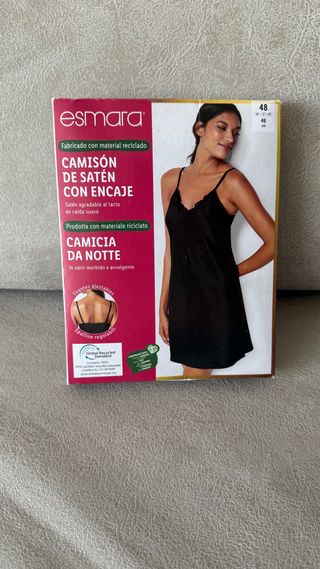 esmara®
48
46
Fabricado con material reciclado
CAMISÓN
DE SATÉN
CON ENCAJE
Satén agradable al tacto
de caída suave
Prodotta con materiale riciclato
CAMICIA
DA NOTTE
In satin morbido e avvolgente
Tirantes ajustables
Spalline regolabili
Global Recycled
Standard